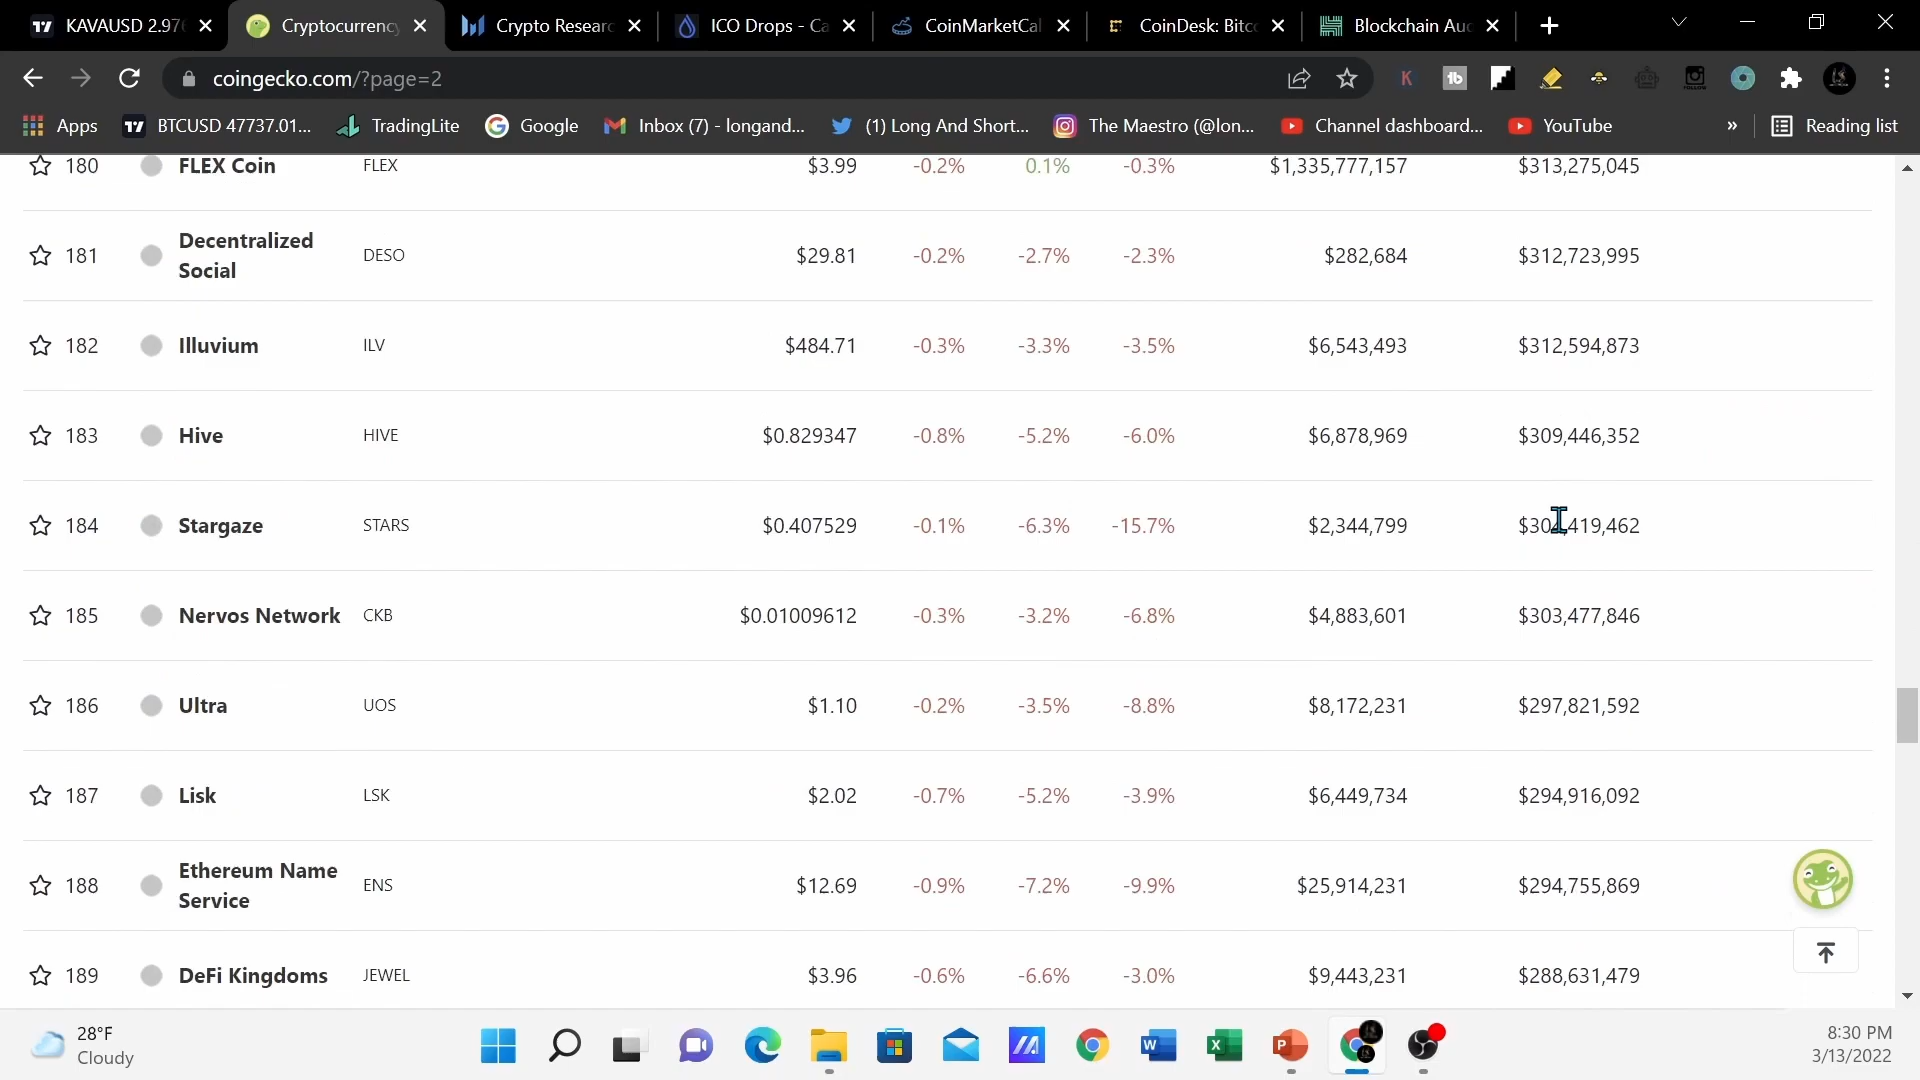 KAVAUSD 2.976
Cryptocurrency
Crypto Researc
ICO Drops - Ca
CoinMarketCal
CoinDesk: Bitc
Blockchain Auc
coingecko.com/?page=2
Apps
BTCUSD 47737.01...
TradingLite
Google
Inbox (7) - longand...
(1) Long And Short...
The Maestro (@lon...
Channel dashboard...
YouTube
»
Reading list
180 FLEX Coin FLEX $3.99 -0.2% 0.1% -0.3% $1,335,777,157 $313,275,045
181 Decentralized Social DESO $29.81 -0.2% -2.7% -2.3% $282,684 $312,723,995
182 Illuvium ILV $484.71 -0.3% -3.3% -3.5% $6,543,493 $312,594,873
183 Hive HIVE $0.829347 -0.8% -5.2% -6.0% $6,878,969 $309,446,352
184 Stargaze STARS $0.407529 -0.1% -6.3% -15.7% $2,344,799
185 Nervos Network CKB $0.01009612 -0.3% -3.2% -6.8% $4,883,601 $303,477,846
186 Ultra UOS $1.10 -0.2% -3.5% -8.8% $8,172,231 $297,821,592
187 Lisk LSK $2.02 -0.7% -5.2% -3.9% $6,449,734 $294,916,092
188 Ethereum Name Service ENS $12.69 -0.9% -7.2% -9.9% $25,914,231 $294,755,869
189 DeFi Kingdoms JEWEL $3.96 -0.6% -6.6% -3.0% $9,443,231 $288,631,479
28°F
Cloudy
8:30 PM
3/13/2022